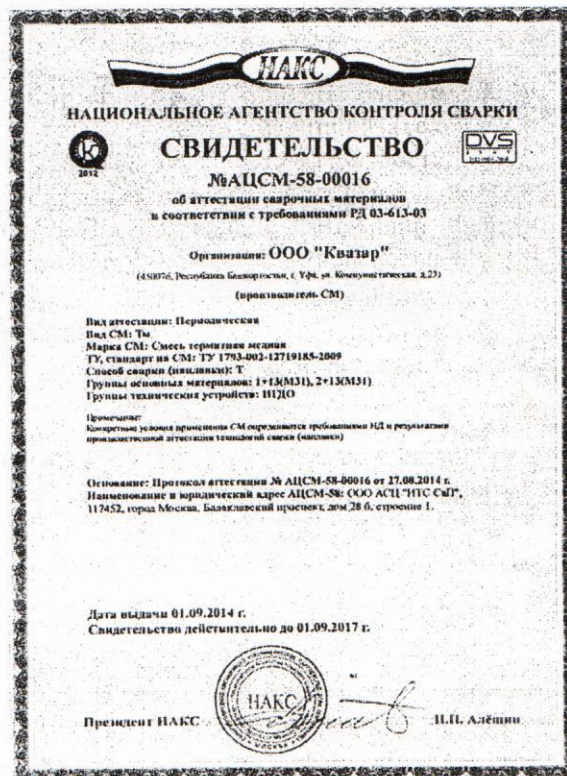 НАКС
НАЦИОНАЛЬНОЕ АГЕНТСТВО КОНТРОЛЯ СВАРКИ
2012
СВИДЕТЕЛЬСТВО
DVS
№АЦСМ-58-00016
об аттестации сварочных материалов
в соответствии с требованиями РД 03-613-03
Организация: ООО "Квазар"
(450076, Республика Башкортостан, г. Уфа, ул. Коммунистическая, д.23)
(производитель СМ)
Вид аттестации: Периодическая
Вид СМ: Тм
Марка СМ: Смесь термитная медная
ТУ, стандарт на СМ: ТУ 1793-002-12719185-2009
Способ сварки (наплавки): Т
Группы основных материалов: 1+13(М31), 2+13(М31)
Группы технических устройств: НГДО
Примечание:
Конкретные условия применения СМ определяются требованиями НД и результатами
производственной аттестации технологий сварки (наплавки)
Основание: Протокол аттестации № АЦСМ-58-00016 от 27.08.2014 г.
Наименование и юридический адрес АЦСМ-58: ООО АСЦ "ИТС СвП",
117452, город Москва, Балаклавский проспект, дом 28 б, строение 1.
Дата выдачи 01.09.2014 г.
Свидетельство действительно до 01.09.2017 г.
НАКС
Президент НАКС
Н.П. Алёшин